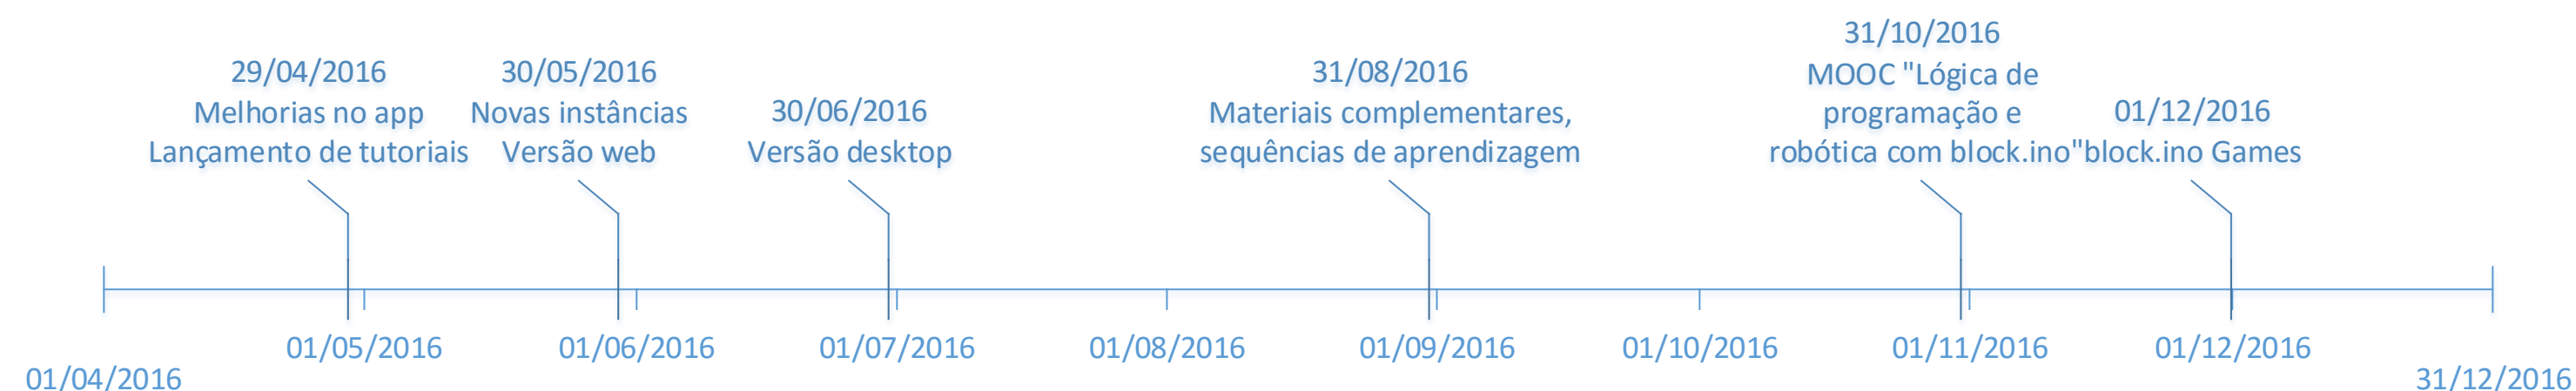 29/04/2016
Melhorias no app
Lançamento de tutoriais
30/05/2016
Novas instâncias
Versão web
30/06/2016
Versão desktop
31/08/2016
Materiais complementares,
sequências de aprendizagem
31/10/2016
MOOC "Lógica de
programação e
robótica com block.ino"
01/12/2016
block.ino Games
01/04/2016
01/05/2016
01/06/2016
01/07/2016
01/08/2016
01/09/2016
01/10/2016
01/11/2016
01/12/2016
31/12/2016